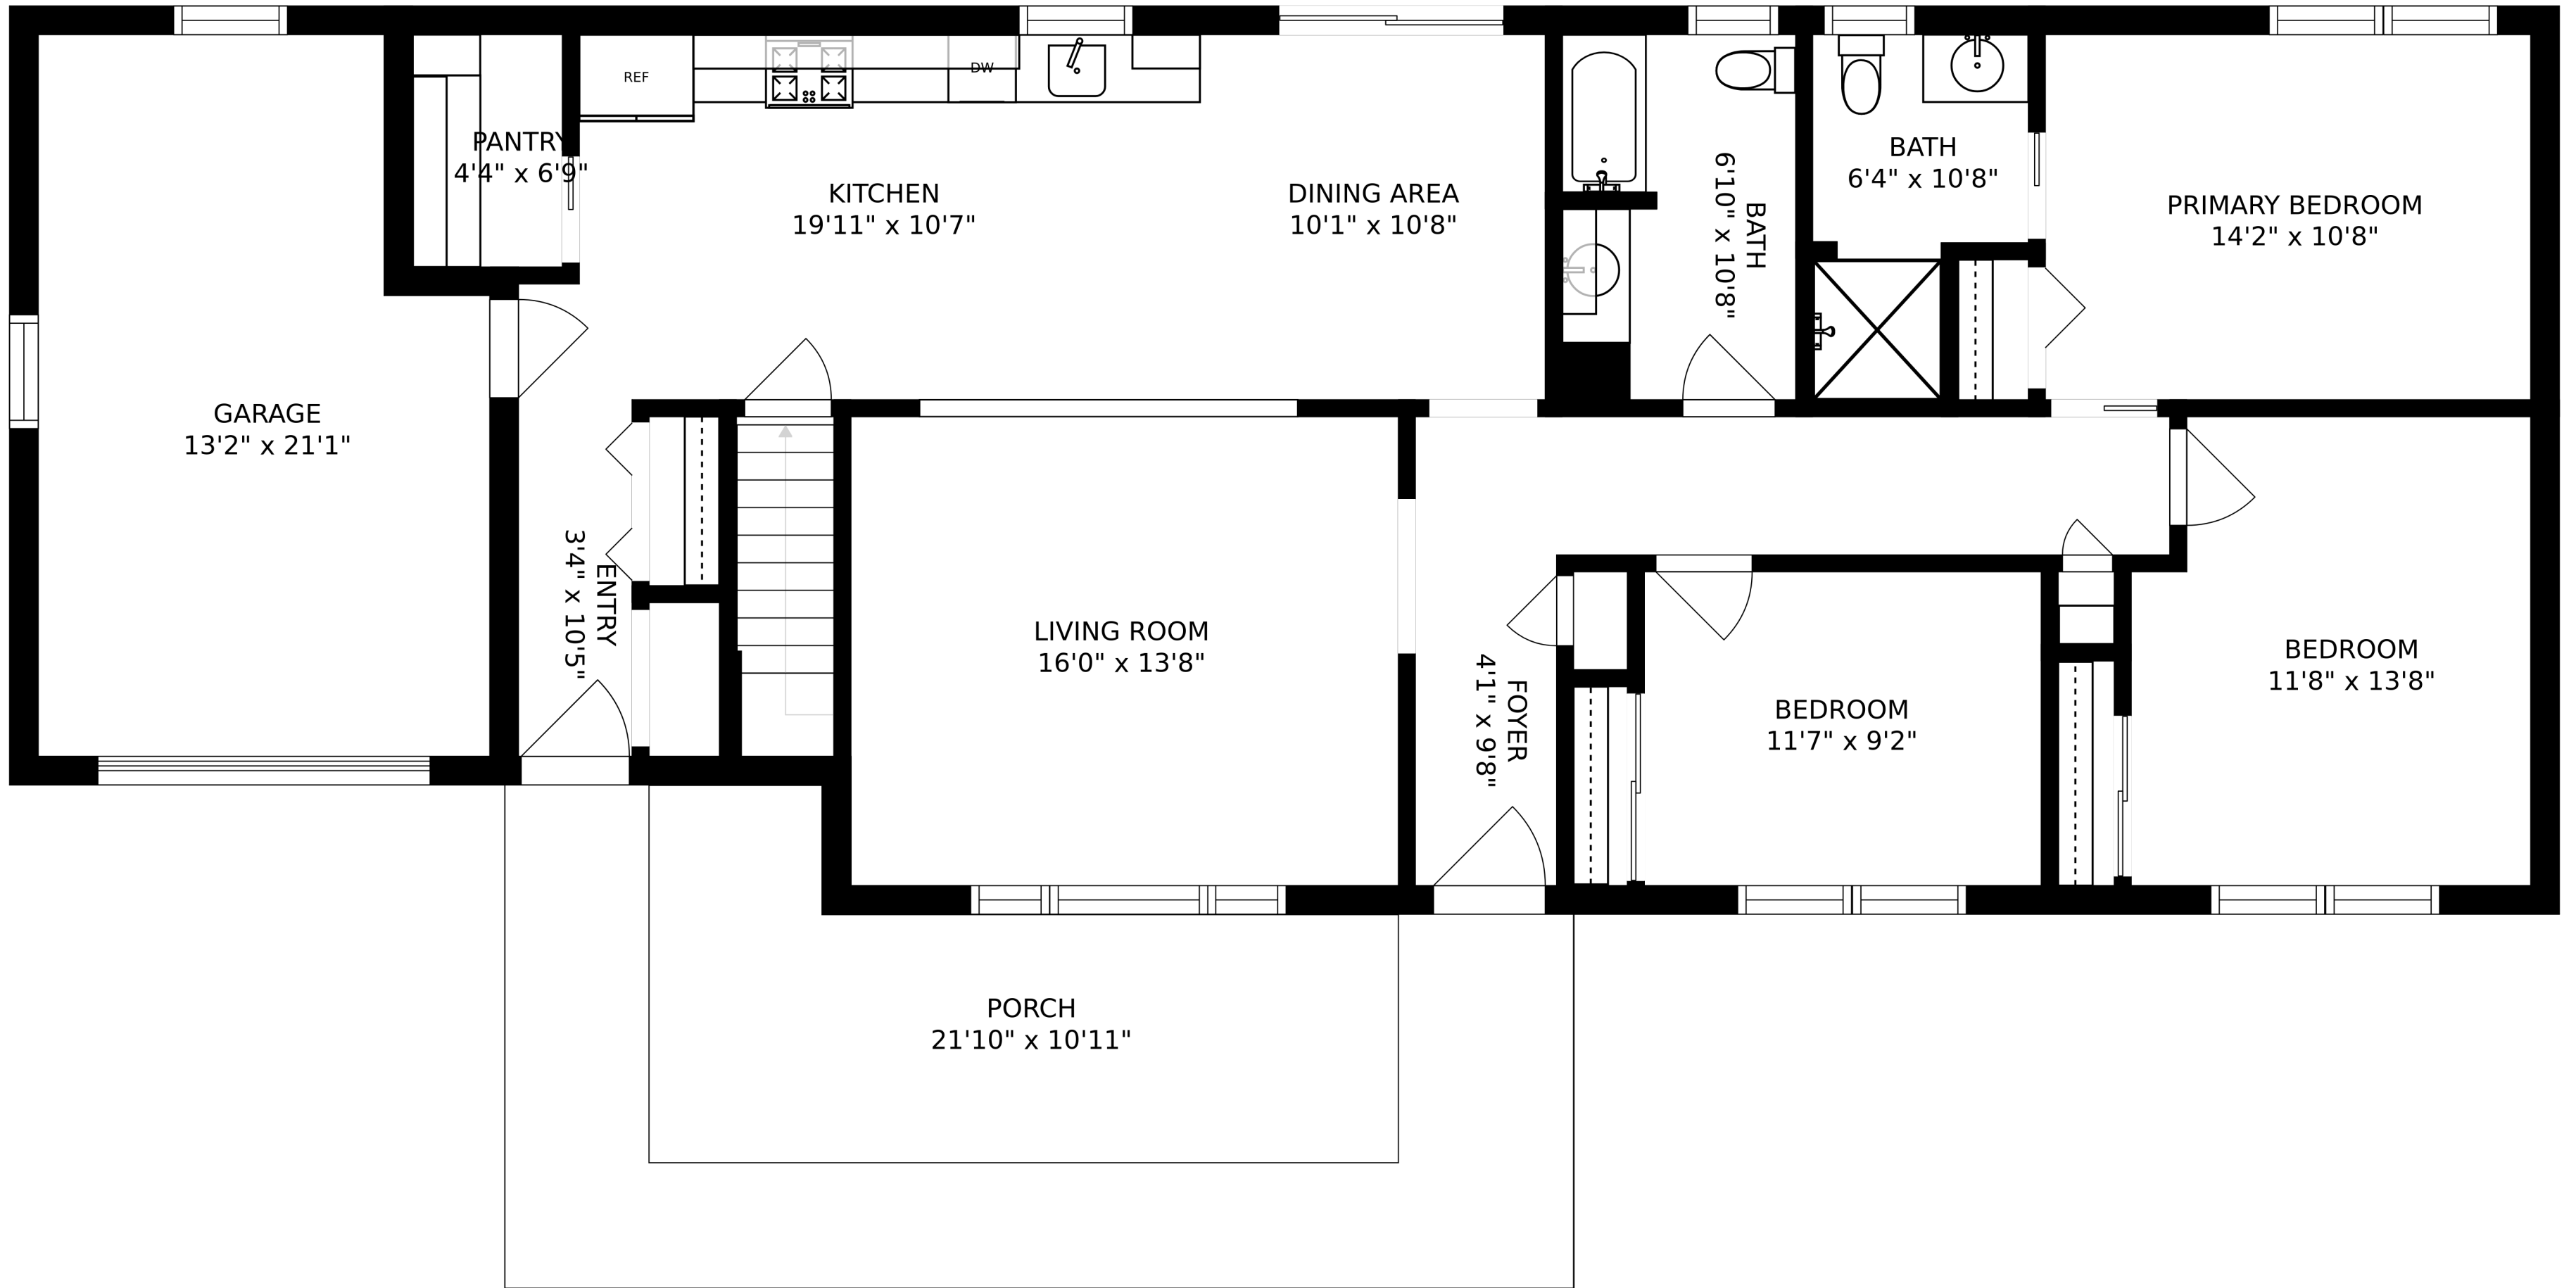 REF
DW
PANTRY
4'4" x 6'9"
KITCHEN
19'11" x 10'7"
DINING AREA
10'1" x 10'8"
BATH
6'10" x 10'8"
BATH
6'4" x 10'8"
PRIMARY BEDROOM
14'2" x 10'8"
GARAGE
13'2" x 21'1"
ENTRY
3'4" x 10'5"
LIVING ROOM
16'0" x 13'8"
FOYER
4'1" x 9'8"
BEDROOM
11'7" x 9'2"
BEDROOM
11'8" x 13'8"
PORCH
21'10" x 10'11"